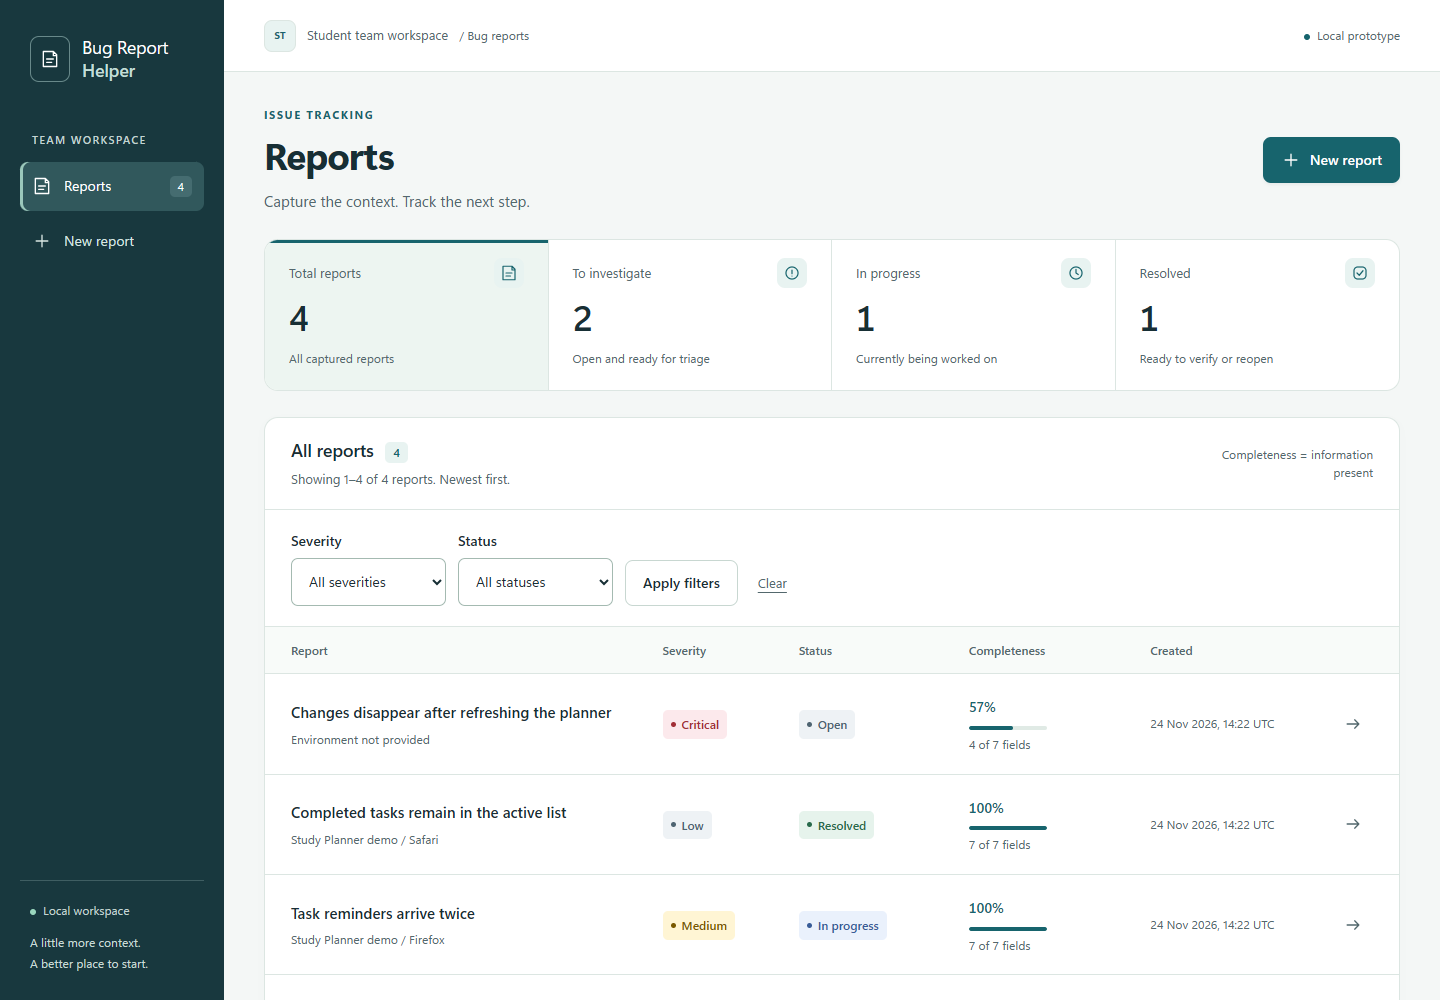 Bug Report
Helper
TEAM WORKSPACE
Reports 4
New report
Local workspace
A little more context.
A better place to start.
ST Student team workspace / Bug reports
Local prototype
ISSUE TRACKING
Reports
Capture the context. Track the next step.
New report
Total reports
4
All captured reports
To investigate
2
Open and ready for triage
In progress
1
Currently being worked on
Resolved
1
Ready to verify or reopen
All reports 4
Showing 1–4 of 4 reports. Newest first.
Completeness = information
present
Severity Status
All severities All statuses Apply filters Clear
Report Severity Status Completeness Created
Changes disappear after refreshing the planner
Environment not provided
Critical
Open
57%
4 of 7 fields
24 Nov 2026, 14:22 UTC
Completed tasks remain in the active list
Study Planner demo / Safari
Low
Resolved
100%
7 of 7 fields
24 Nov 2026, 14:22 UTC
Task reminders arrive twice
Study Planner demo / Firefox
Medium
In progress
100%
7 of 7 fields
24 Nov 2026, 14:22 UTC